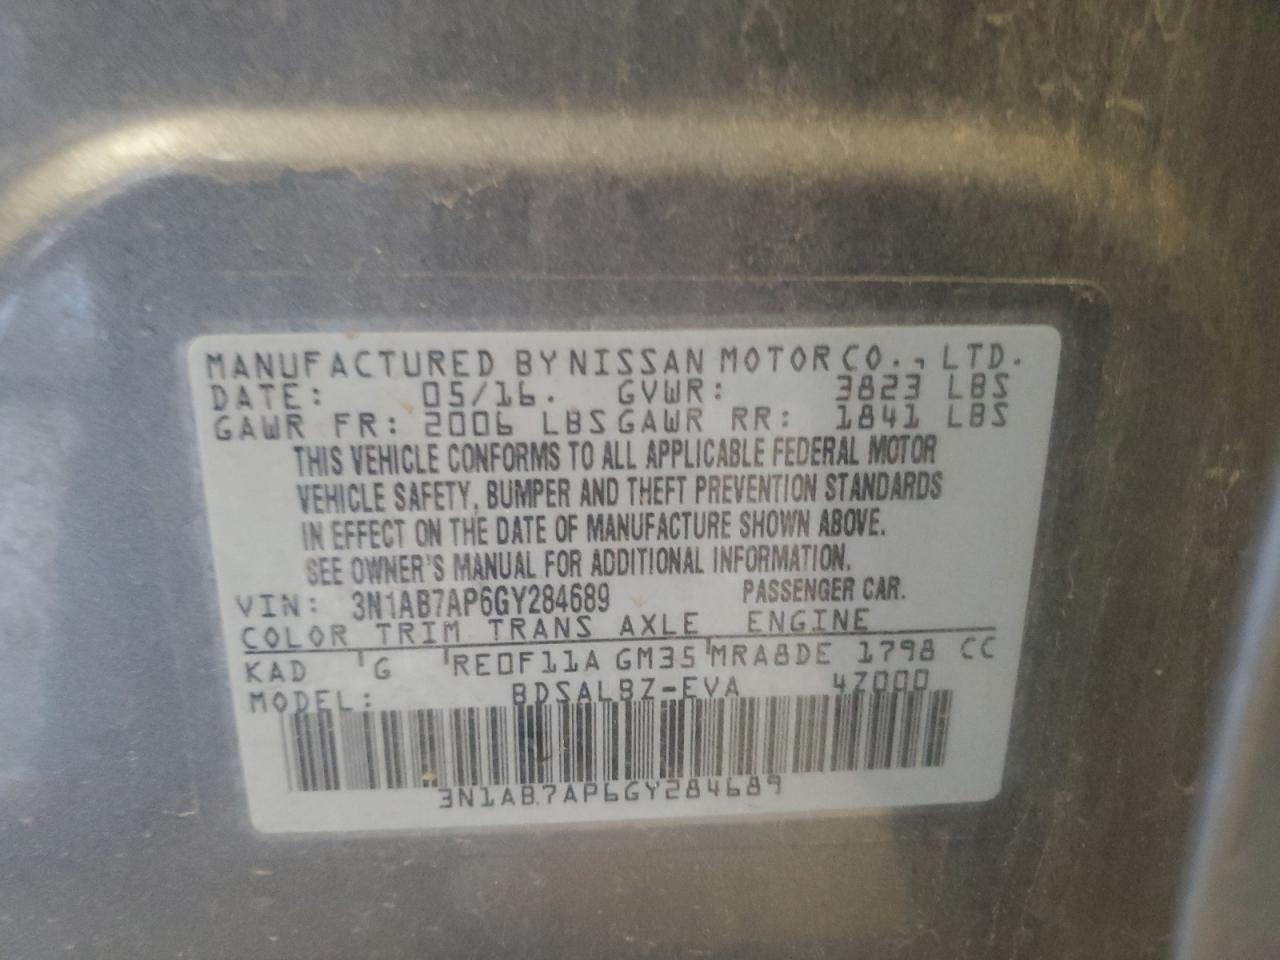 MANUFACTURED BY NISSAN MOTOR CO., LTD.
DATE: 05/16. GVWR: 3823 LBS
GAWR FR: 2006 LBS GAWR RR: 1841 LBS
THIS VEHICLE CONFORMS TO ALL APPLICABLE FEDERAL MOTOR
VEHICLE SAFETY, BUMPER AND THEFT PREVENTION STANDARDS
IN EFFECT ON THE DATE OF MANUFACTURE SHOWN ABOVE.
SEE OWNER'S MANUAL FOR ADDITIONAL INFORMATION.
VIN: 3N1AB7AP6GY284689 PASSENGER CAR.
COLOR TRIM TRANS AXLE ENGINE
KAD G RE0F11A GM35 MRA8DE 1798 CC
MODEL: BDSALBZ-EVA 4Z000
3N1AB7AP6GY284689